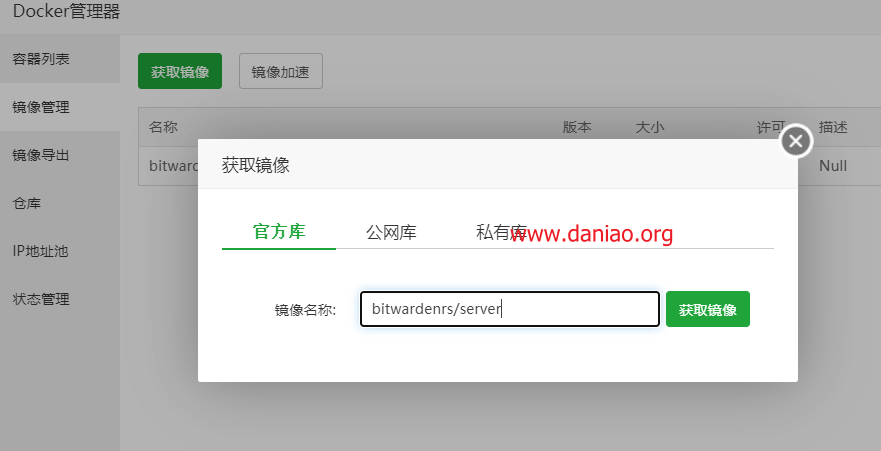 Docker管理器
容器列表
镜像管理
镜像导出
仓库
IP地址池
状态管理
获取镜像 镜像加速
名称 版本 大小 许可 描述
Null
获取镜像
官方库 公网库 私有库
www.daniao.org
镜像名称: bitwardenrs/server 获取镜像